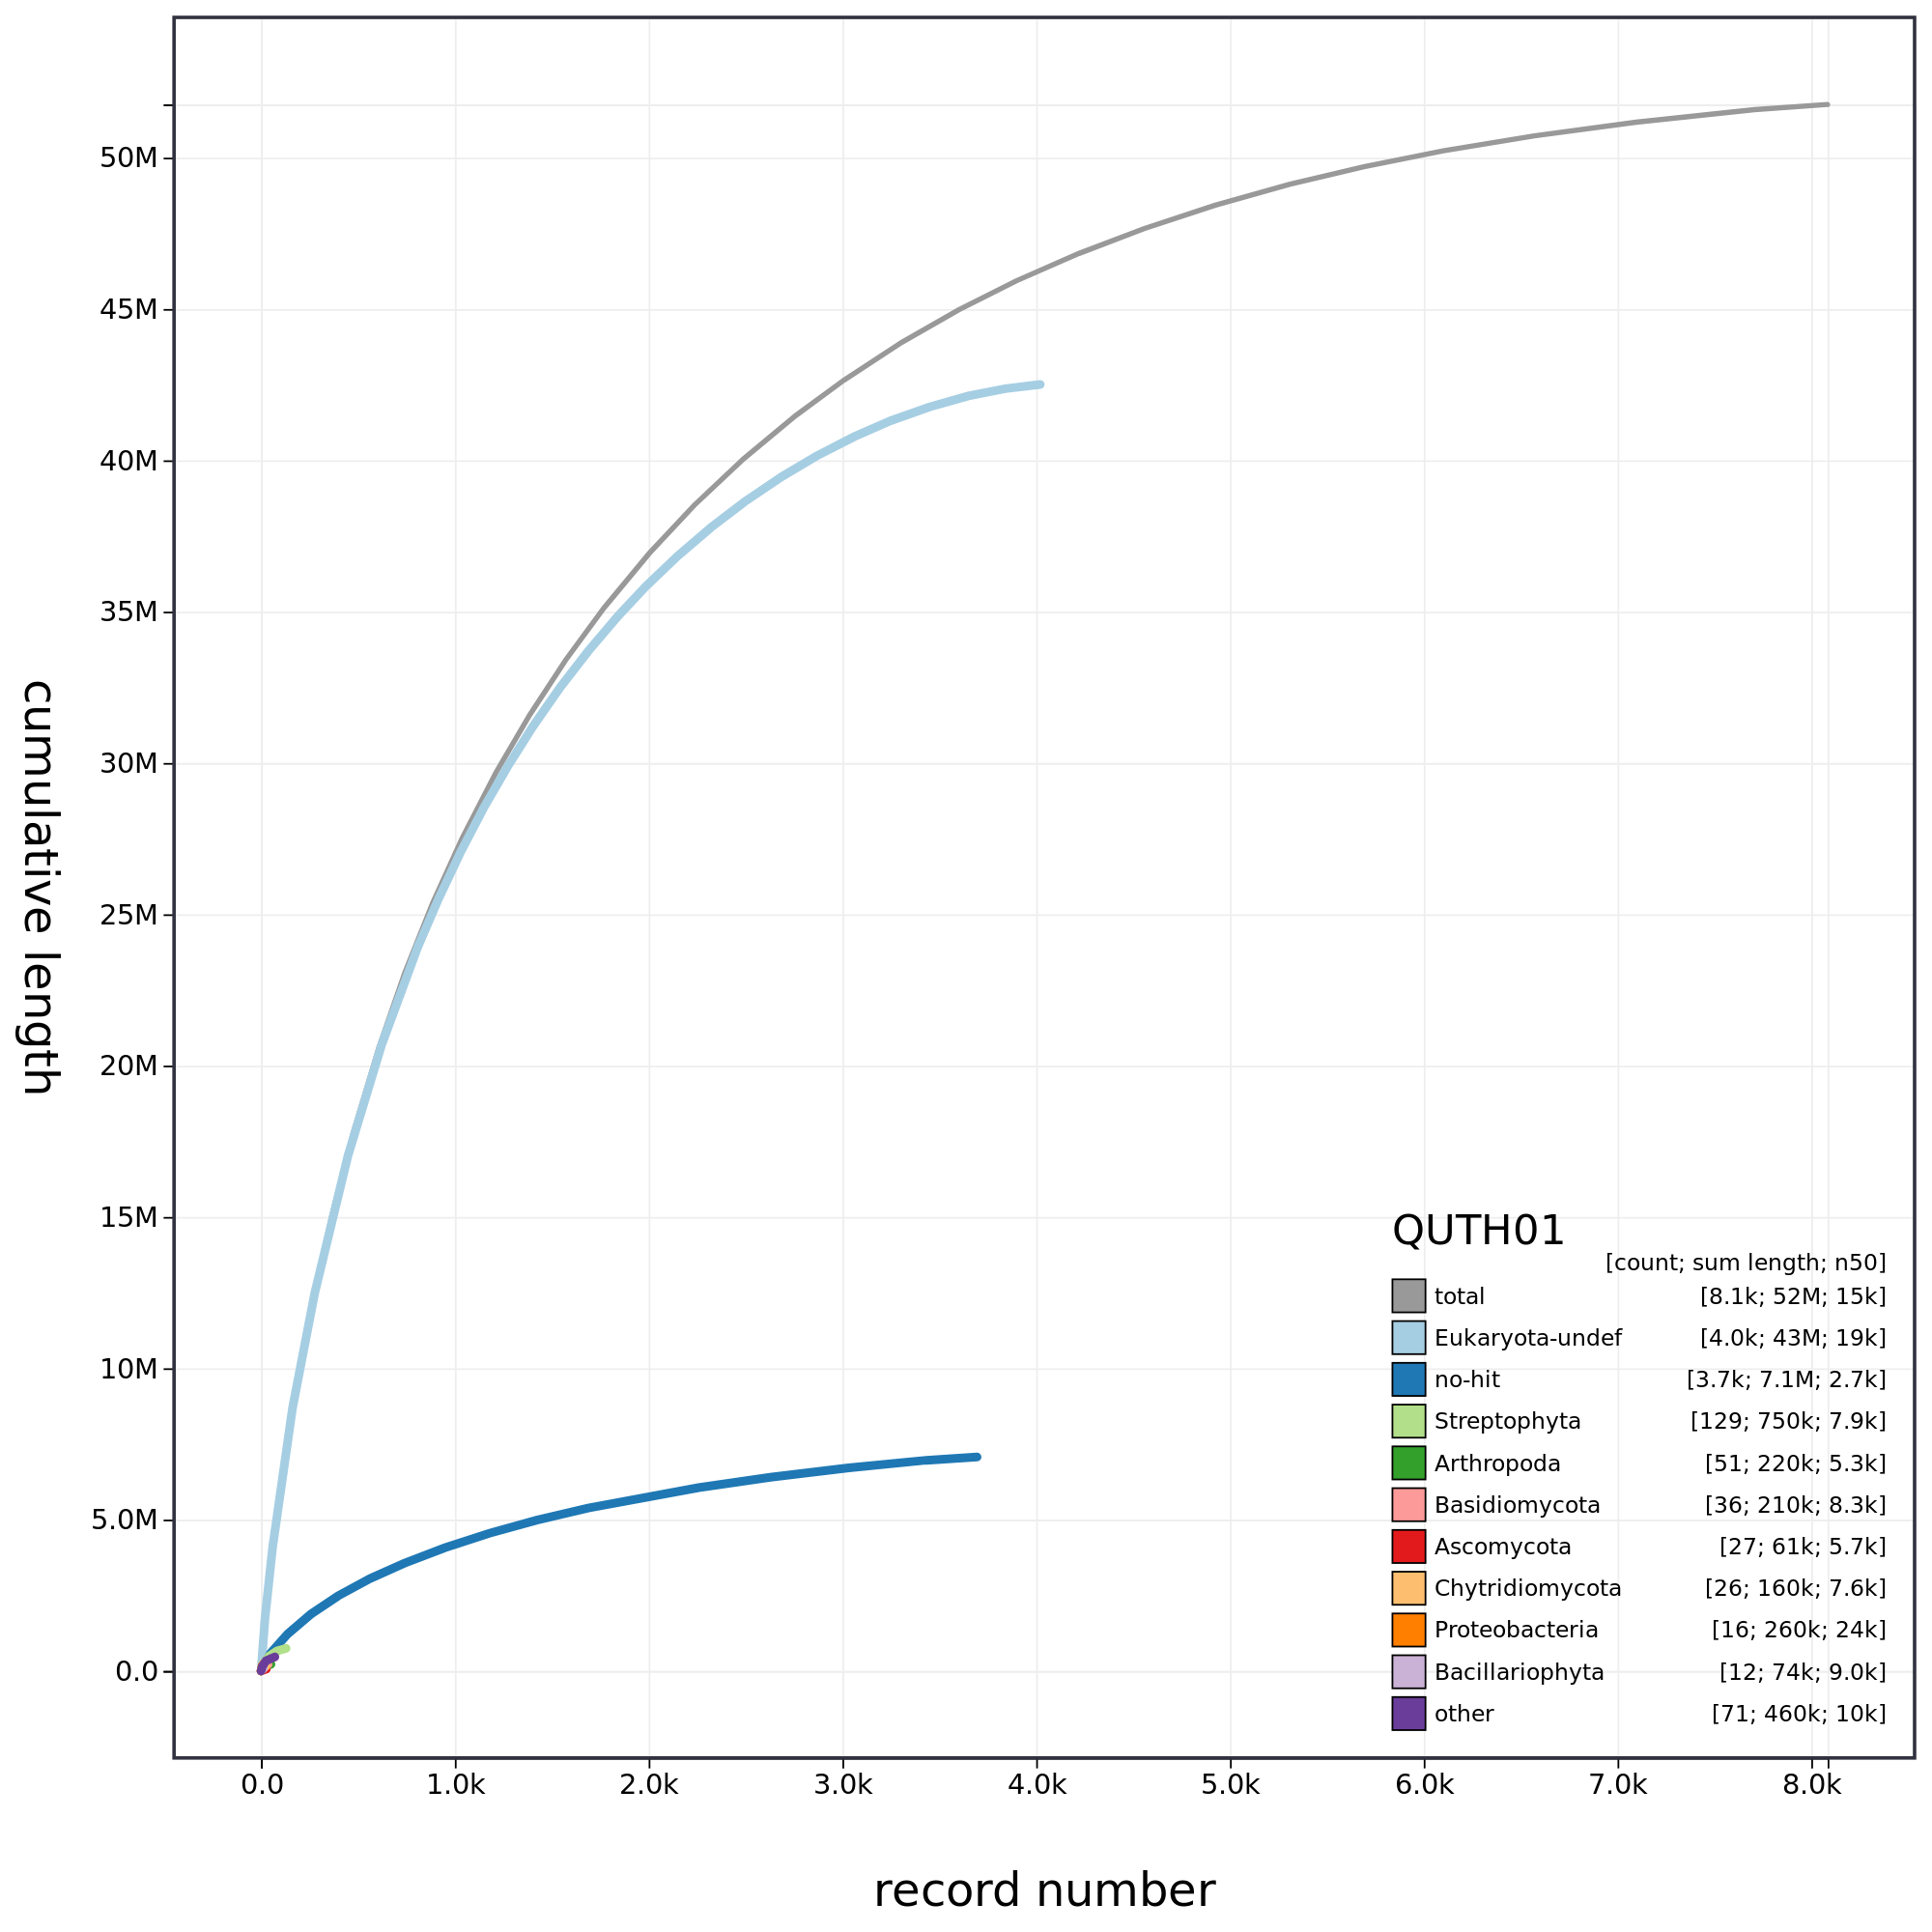 50M
45M
40M
35M
30M
25M
20M
15M
10M
5.0M
0.0
cumulative length
QUTH01
[count; sum length; n50]
total [8.1k; 52M; 15k]
Eukaryota-undef [4.0k; 43M; 19k]
no-hit [3.7k; 7.1M; 2.7k]
Streptophyta [129; 750k; 7.9k]
Arthropoda [51; 220k; 5.3k]
Basidiomycota [36; 210k; 8.3k]
Ascomycota [27; 61k; 5.7k]
Chytridiomycota [26; 160k; 7.6k]
Proteobacteria [16; 260k; 24k]
Bacillariophyta [12; 74k; 9.0k]
other [71; 460k; 10k]
0.0 1.0k 2.0k 3.0k 4.0k 5.0k 6.0k 7.0k 8.0k
record number